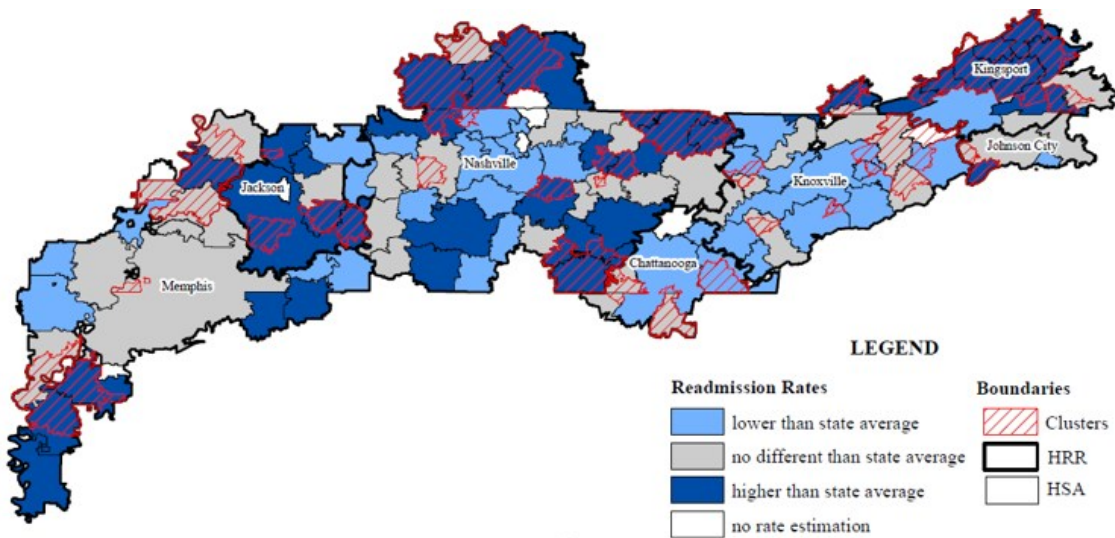 Kingsport
Johnson City
Nashville
Knoxville
Jackson
Chattanooga
Memphis
LEGEND
Readmission Rates
Boundaries
lower than state average
Clusters
no different than state average
HRR
higher than state average
HSA
no rate estimation